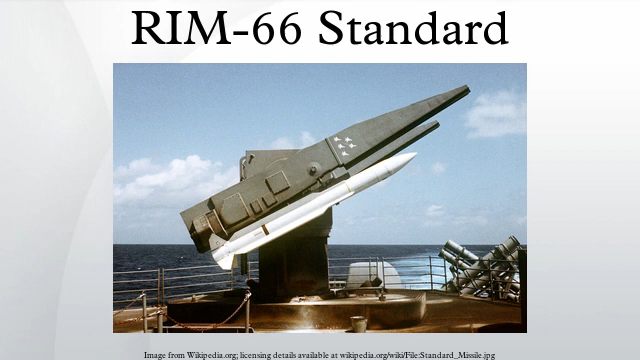 RIM-66 Standard
Image from Wikipedia.org; licensing details available at wikipedia.org/wiki/File:Standard_Missile.jpg